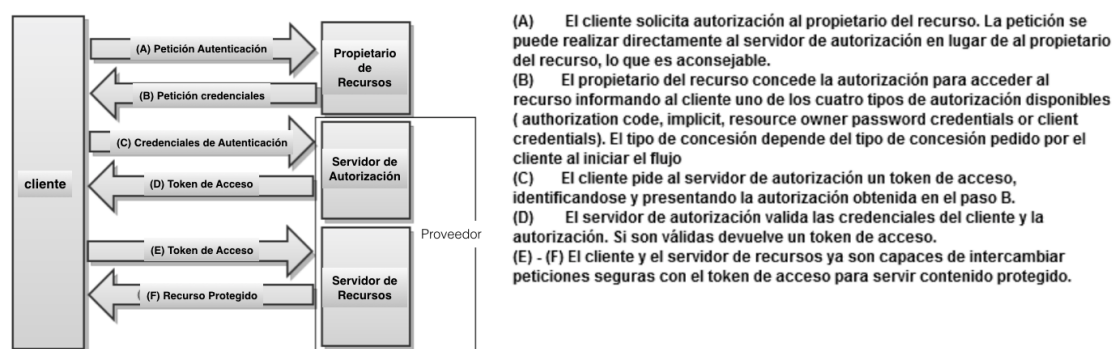 cliente
(A) Petición Autenticación
(B) Petición credenciales
(C) Credenciales de Autenticación
(D) Token de Acceso
(E) Token de Acceso
(F) Recurso Protegido
Propietario
de
Recursos
Servidor de
Autorización
Servidor de
Recursos
Proveedor
(A) El cliente solicita autorización al propietario del recurso. La petición se
puede realizar directamente al servidor de autorización en lugar de al propietario
del recurso, lo que es aconsejable.
(B) El propietario del recurso concede la autorización para acceder al
recurso informando al cliente uno de los cuatro tipos de autorización disponibles
( authorization code, implicit, resource owner password credentials or client
credentials). El tipo de concesión depende del tipo de concesión pedido por el
cliente al iniciar el flujo
(C) El cliente pide al servidor de autorización un token de acceso,
identificandose y presentando la autorización obtenida en el paso B.
(D) El servidor de autorización valida las credenciales del cliente y la
autorización. Si son válidas devuelve un token de acceso.
(E) - (F) El cliente y el servidor de recursos ya son capaces de intercambiar
peticiones seguras con el token de acceso para servir contenido protegido.